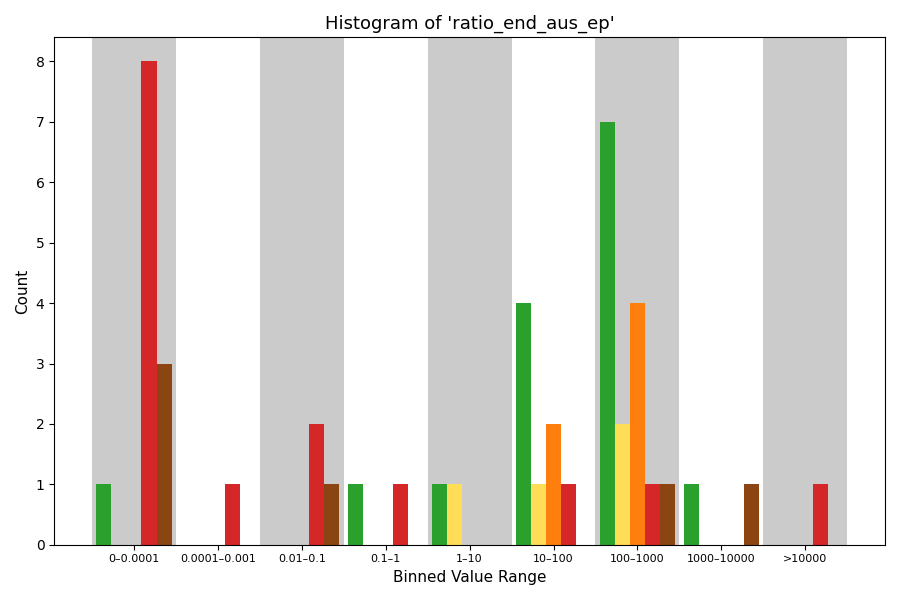 Histogram of 'ratio_end_aus_ep'
8
7
6
5
4
3
2
1
0
Count
0–0.0001 0.0001–0.001 0.01–0.1 0.1–1 1–10 10–100 100–1000 1000–10000 >10000
Binned Value Range